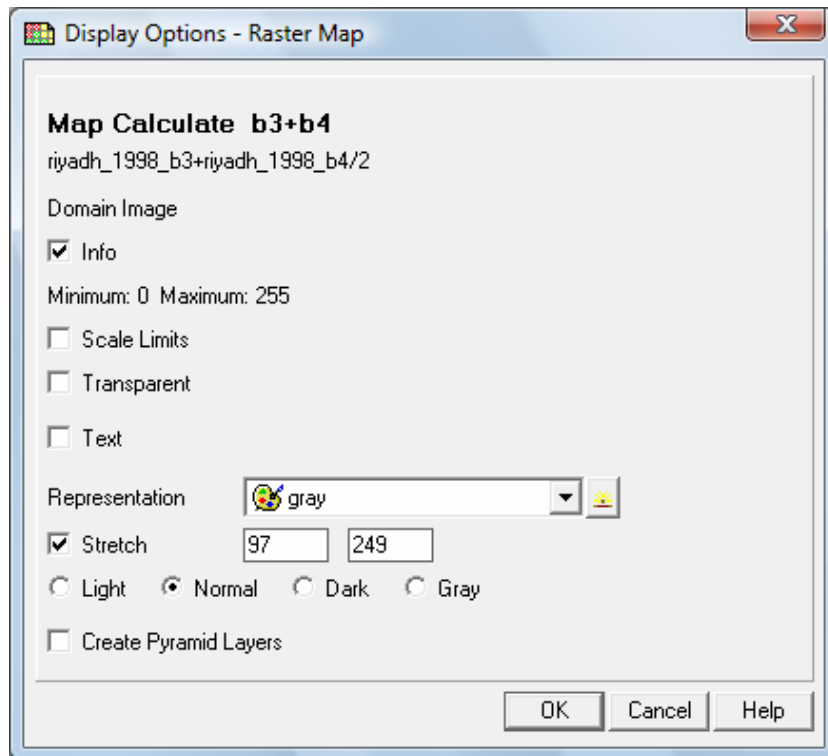 Display Options - Raster Map
Map Calculate b3+b4
riyadh_1998_b3+riyadh_1998_b4/2
Domain Image
Info
Minimum: 0 Maximum: 255
Scale Limits
Transparent
Text
Representation gray
Stretch 97 249
Light Normal Dark Gray
Create Pyramid Layers
OK Cancel Help